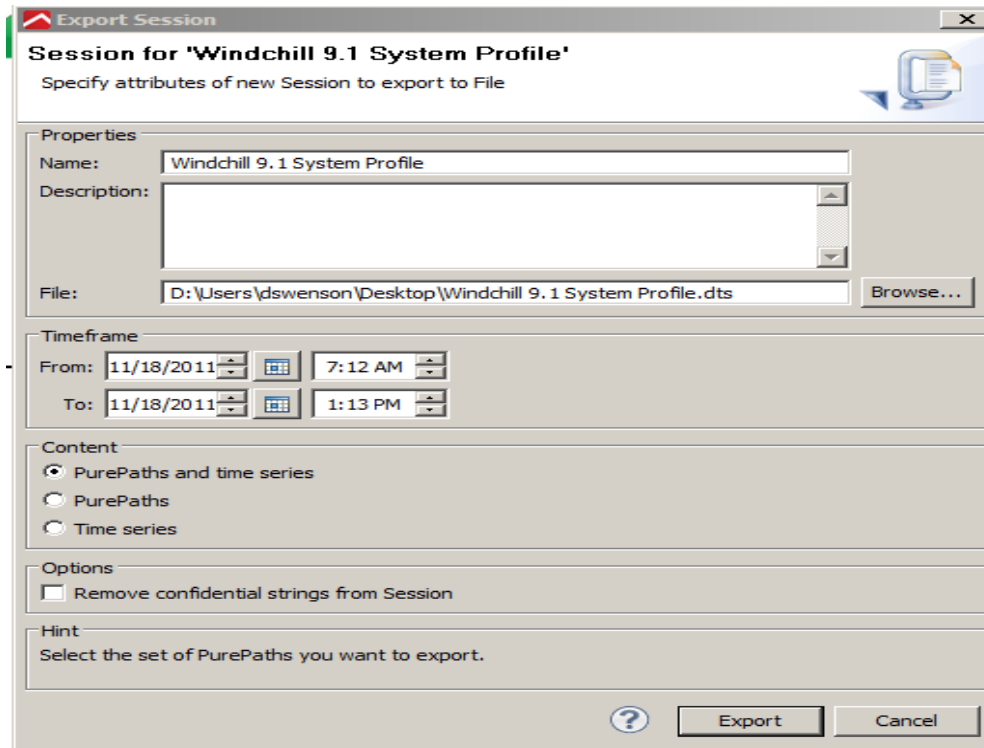 Export Session
Session for 'Windchill 9.1 System Profile'
Specify attributes of new Session to export to File
Properties
Name: Windchill 9.1 System Profile
Description:
File: D:\Users\dswenson\Desktop\Windchill 9.1 System Profile.dts Browse...
Timeframe
From: 11/18/2011 7:12 AM
To: 11/18/2011 1:13 PM
Content
PurePaths and time series
PurePaths
Time series
Options
Remove confidential strings from Session
Hint
Select the set of PurePaths you want to export.
? Export Cancel